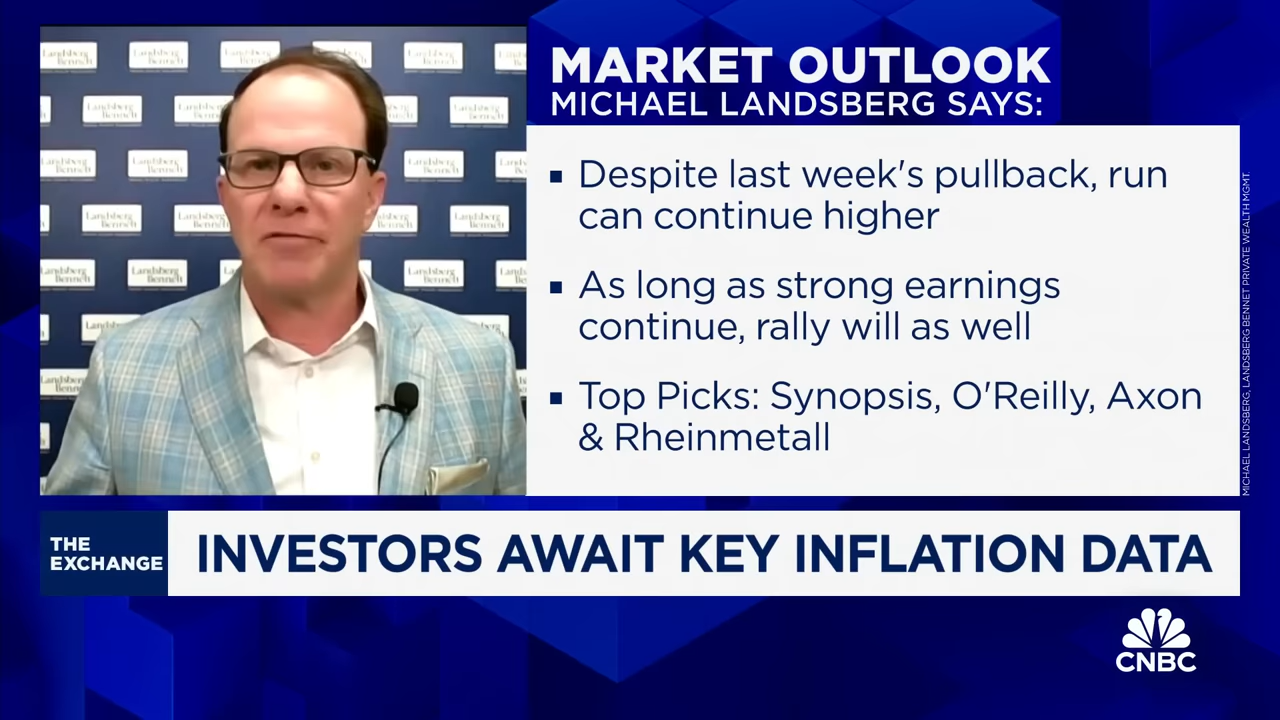 MARKET OUTLOOK
MICHAEL LANDSBERG SAYS:
Despite last week's pullback, run
can continue higher
As long as strong earnings
continue, rally will as well
Top Picks: Synopsis, O'Reilly, Axon
& Rheinmetall
MICHAEL LANDSBERG, LANDSBERG BENNET PRIVATE WEALTH MGMT.
THE
EXCHANGE
INVESTORS AWAIT KEY INFLATION DATA
CNBC
Landsberg
Bennett